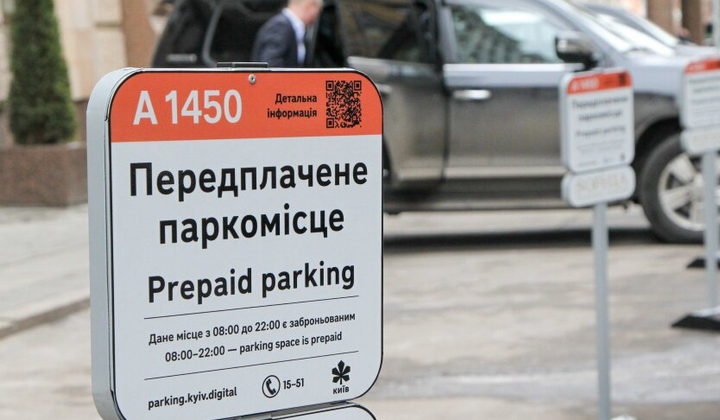 A 1450
Детальна
інформація
Передплачене
паркомісце
Prepaid parking
Дане місце з 08:00 до 22:00 є заброньованим
08:00–22:00 — parking space is prepaid
parking.kyiv.digital
15–51
київ
Передплачене
паркомісце
Prepaid parking